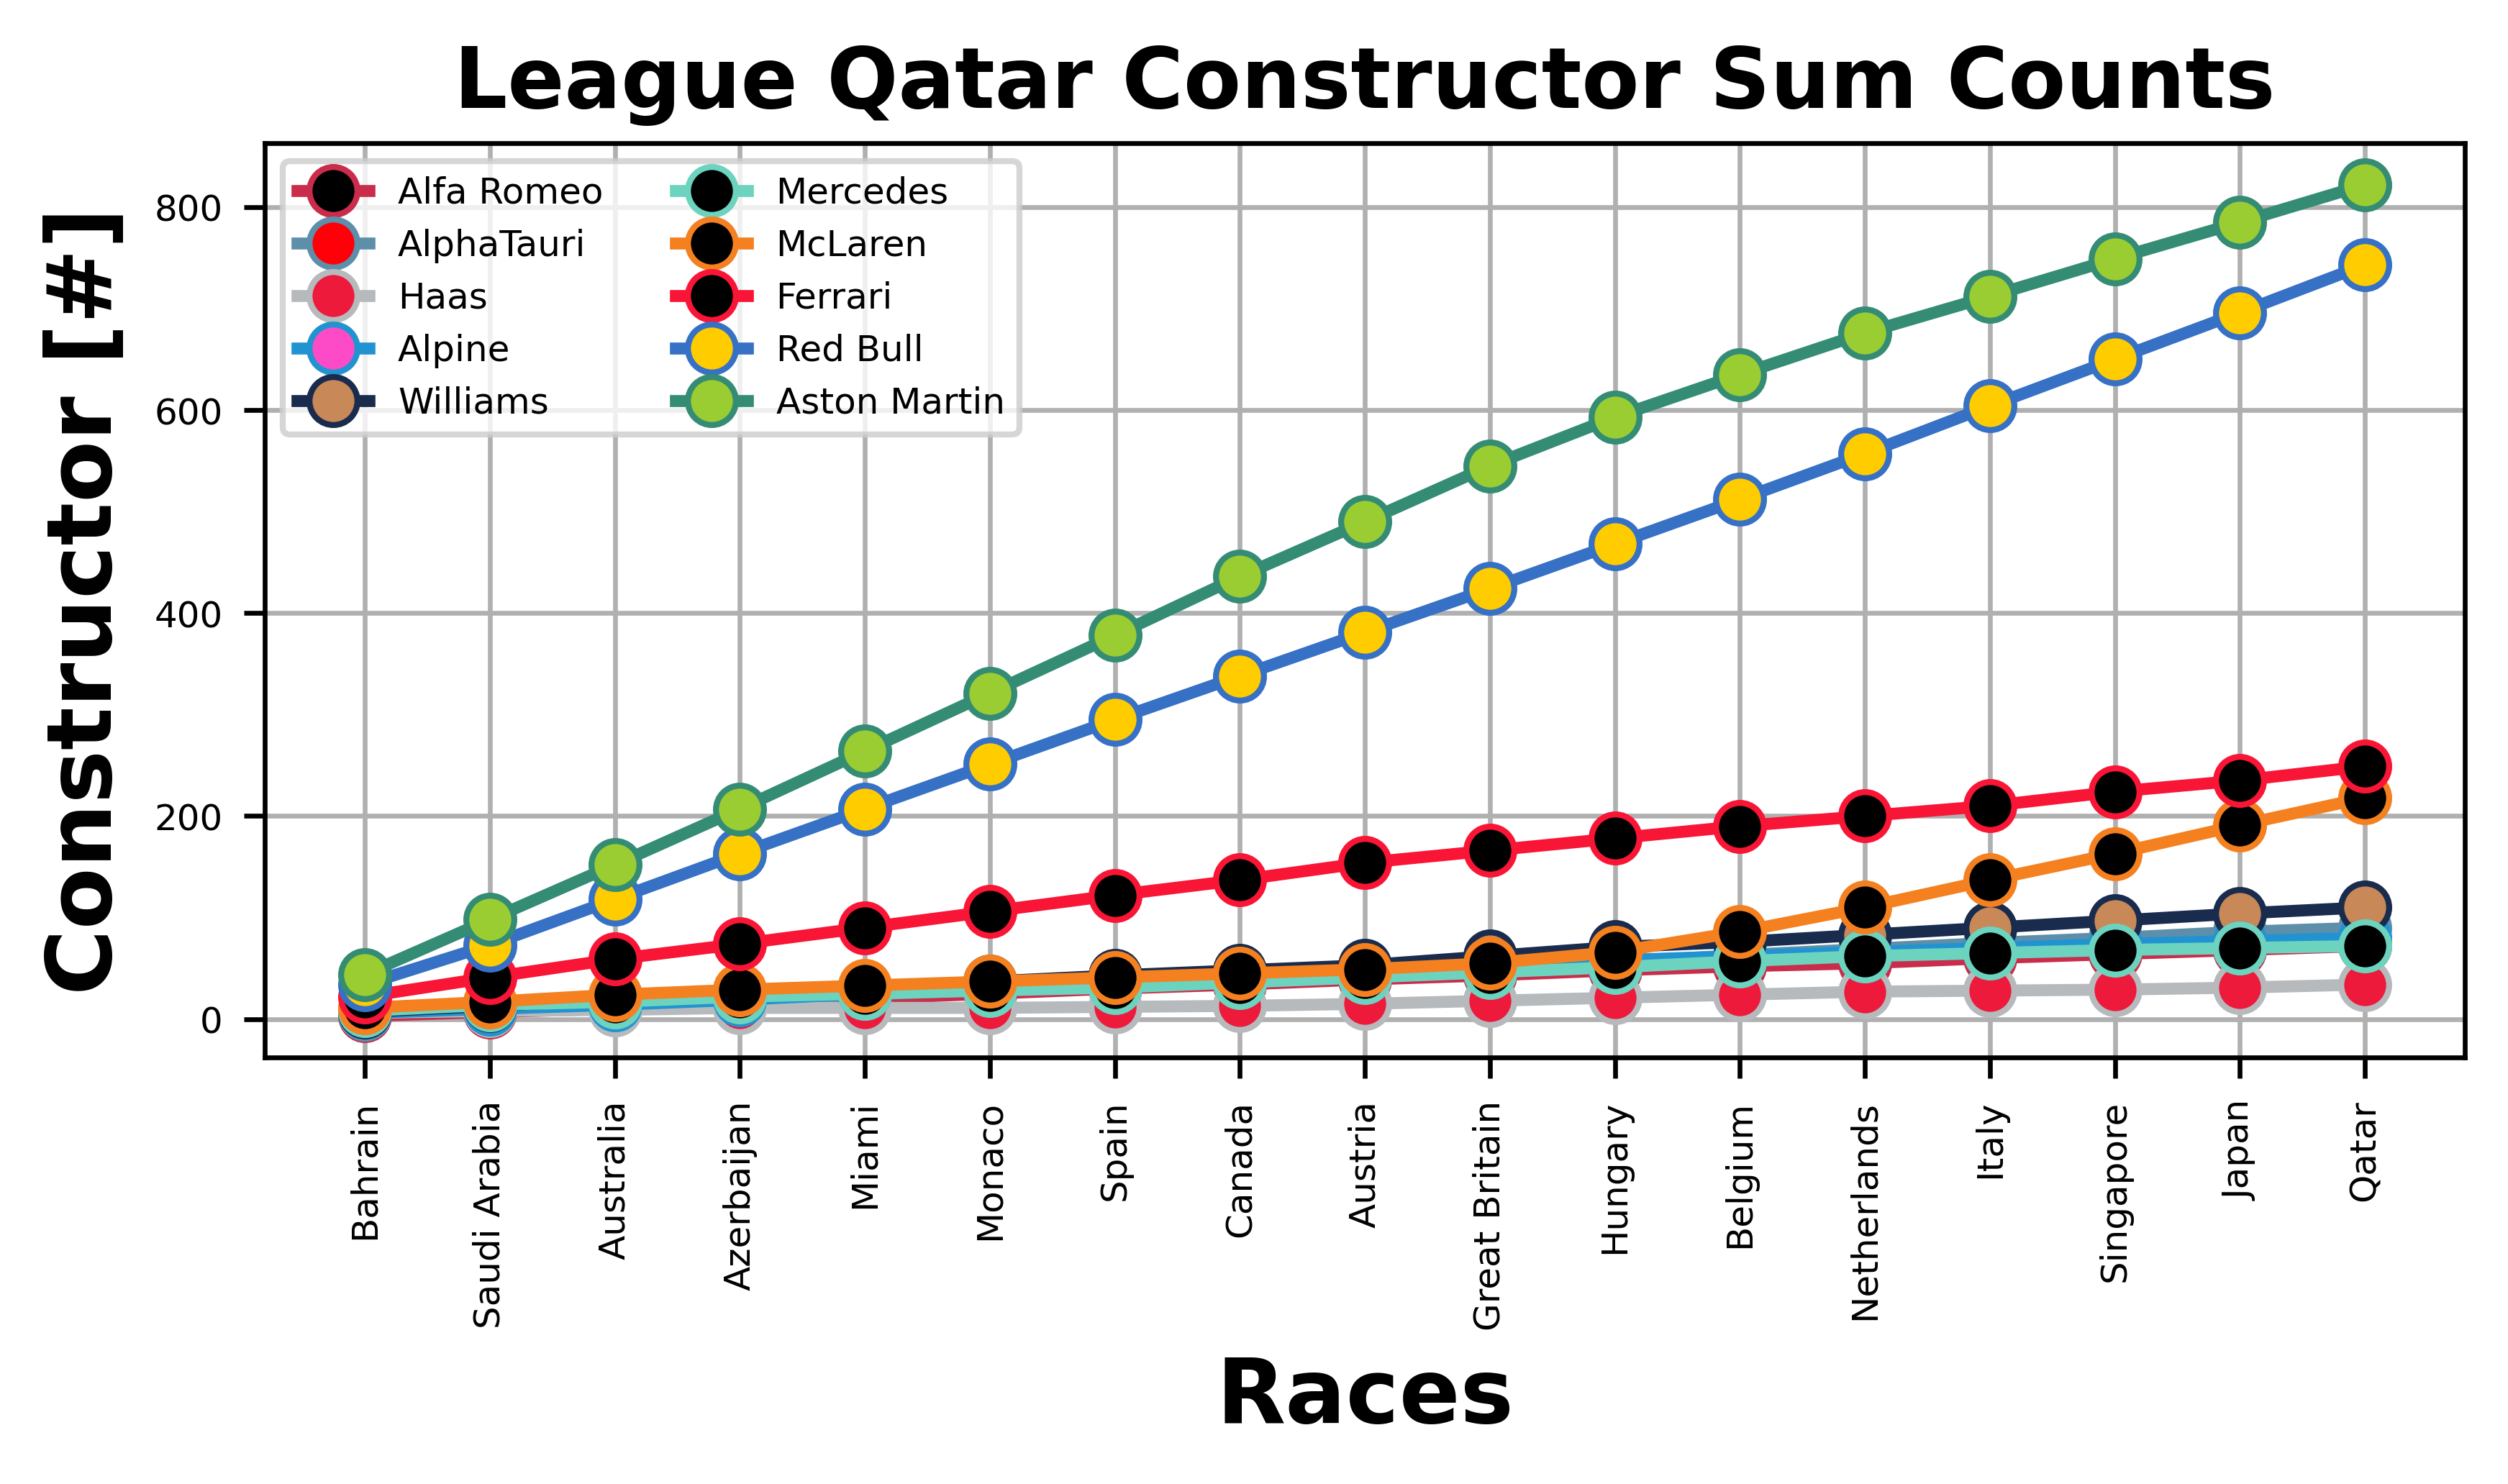 League Qatar Constructor Sum Counts
Constructor [#]
800
600
400
200
0
Alfa Romeo
AlphaTauri
Haas
Alpine
Williams
Mercedes
McLaren
Ferrari
Red Bull
Aston Martin
Bahrain
Saudi Arabia
Australia
Azerbaijan
Miami
Monaco
Spain
Canada
Austria
Great Britain
Hungary
Belgium
Netherlands
Italy
Singapore
Japan
Qatar
Races